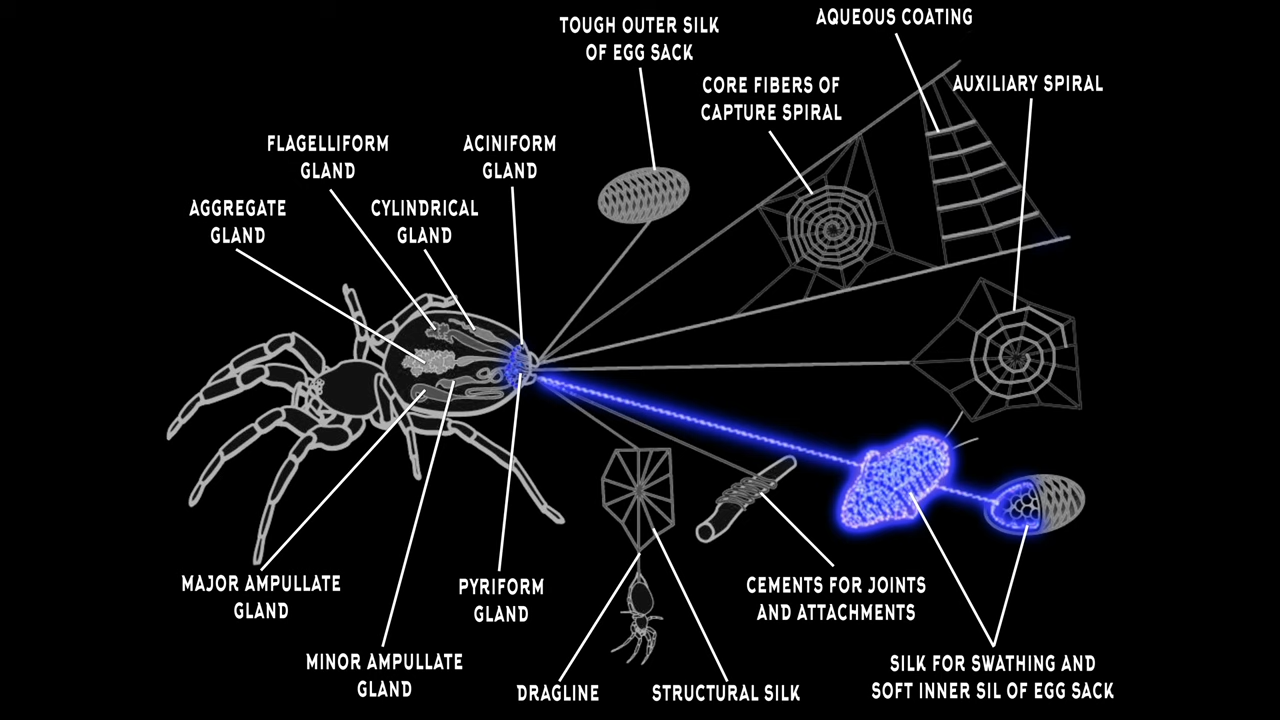 AQUEOUS COATING
TOUGH OUTER SILK
OF EGG SACK
CORE FIBERS OF
CAPTURE SPIRAL
AUXILIARY SPIRAL
FLAGELLIFORM
GLAND
ACINIFORM
GLAND
AGGREGATE
GLAND
CYLINDRICAL
GLAND
MAJOR AMPULLATE
GLAND
PYRIFORM
GLAND
CEMENTS FOR JOINTS
AND ATTACHMENTS
MINOR AMPULLATE
GLAND
DRAGLINE
STRUCTURAL SILK
SILK FOR SWATHING AND
SOFT INNER SIL OF EGG SACK